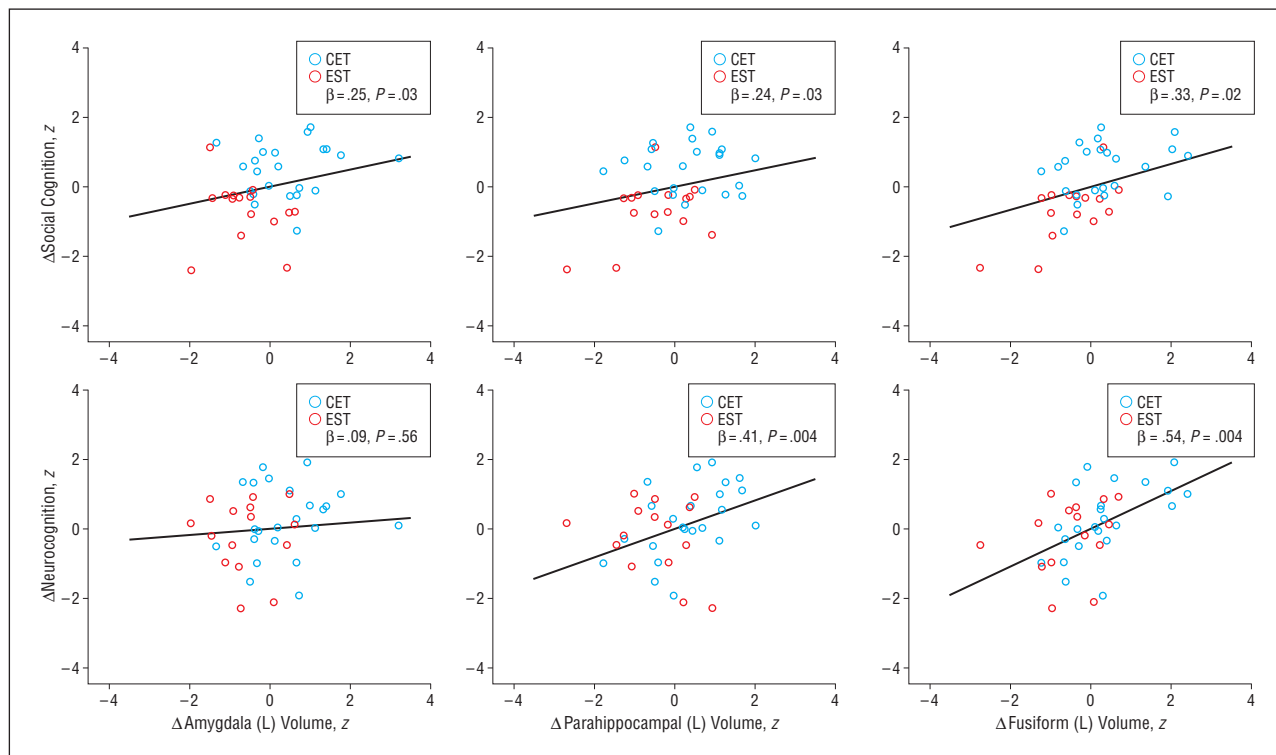 4
2
0
−2
−4
ΔSocial Cognition, z
CET
EST
β = .25, P = .03
−4 −2 0 2 4
4
2
0
−2
−4
CET
EST
β = .24, P = .03
−4 −2 0 2 4
4
2
0
−2
−4
CET
EST
β = .33, P = .02
−4 −2 0 2 4
4
2
0
−2
−4
ΔNeurocognition, z
CET
EST
β = .09, P = .56
−4 −2 0 2 4
ΔAmygdala (L) Volume, z
4
2
0
−2
−4
CET
EST
β = .41, P = .004
−4 −2 0 2 4
ΔParahippocampal (L) Volume, z
4
2
0
−2
−4
CET
EST
β = .54, P = .004
−4 −2 0 2 4
ΔFusiform (L) Volume, z